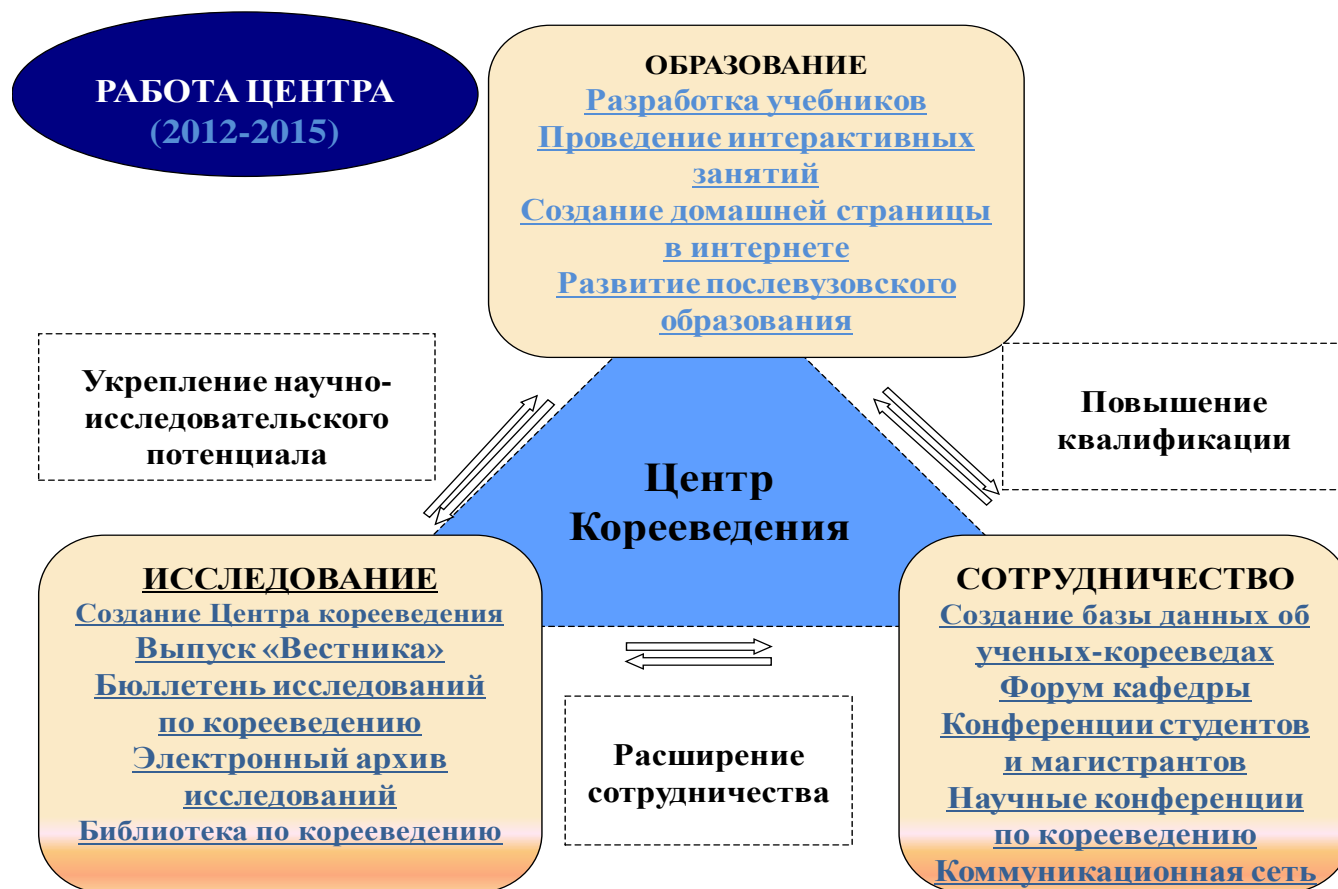 РАБОТА ЦЕНТРА
(2012-2015)
ОБРАЗОВАНИЕ
Разработка учебников
Проведение интерактивных
занятий
Создание домашней страницы
в интернете
Развитие послевузовского
образования
Укрепление научно-
исследовательского
потенциала
Повышение
квалификации
Центр
Корееведения
ИССЛЕДОВАНИЕ
Создание Центра корееведения
Выпуск «Вестника»
Бюллетень исследований
по корееведению
Электронный архив
исследований
Библиотека по корееведению
Расширение
сотрудничества
СОТРУДНИЧЕСТВО
Создание базы данных об
ученых-корееведах
Форум кафедры
Конференции студентов
и магистрантов
Научные конференции
по корееведению
Коммуникационная сеть